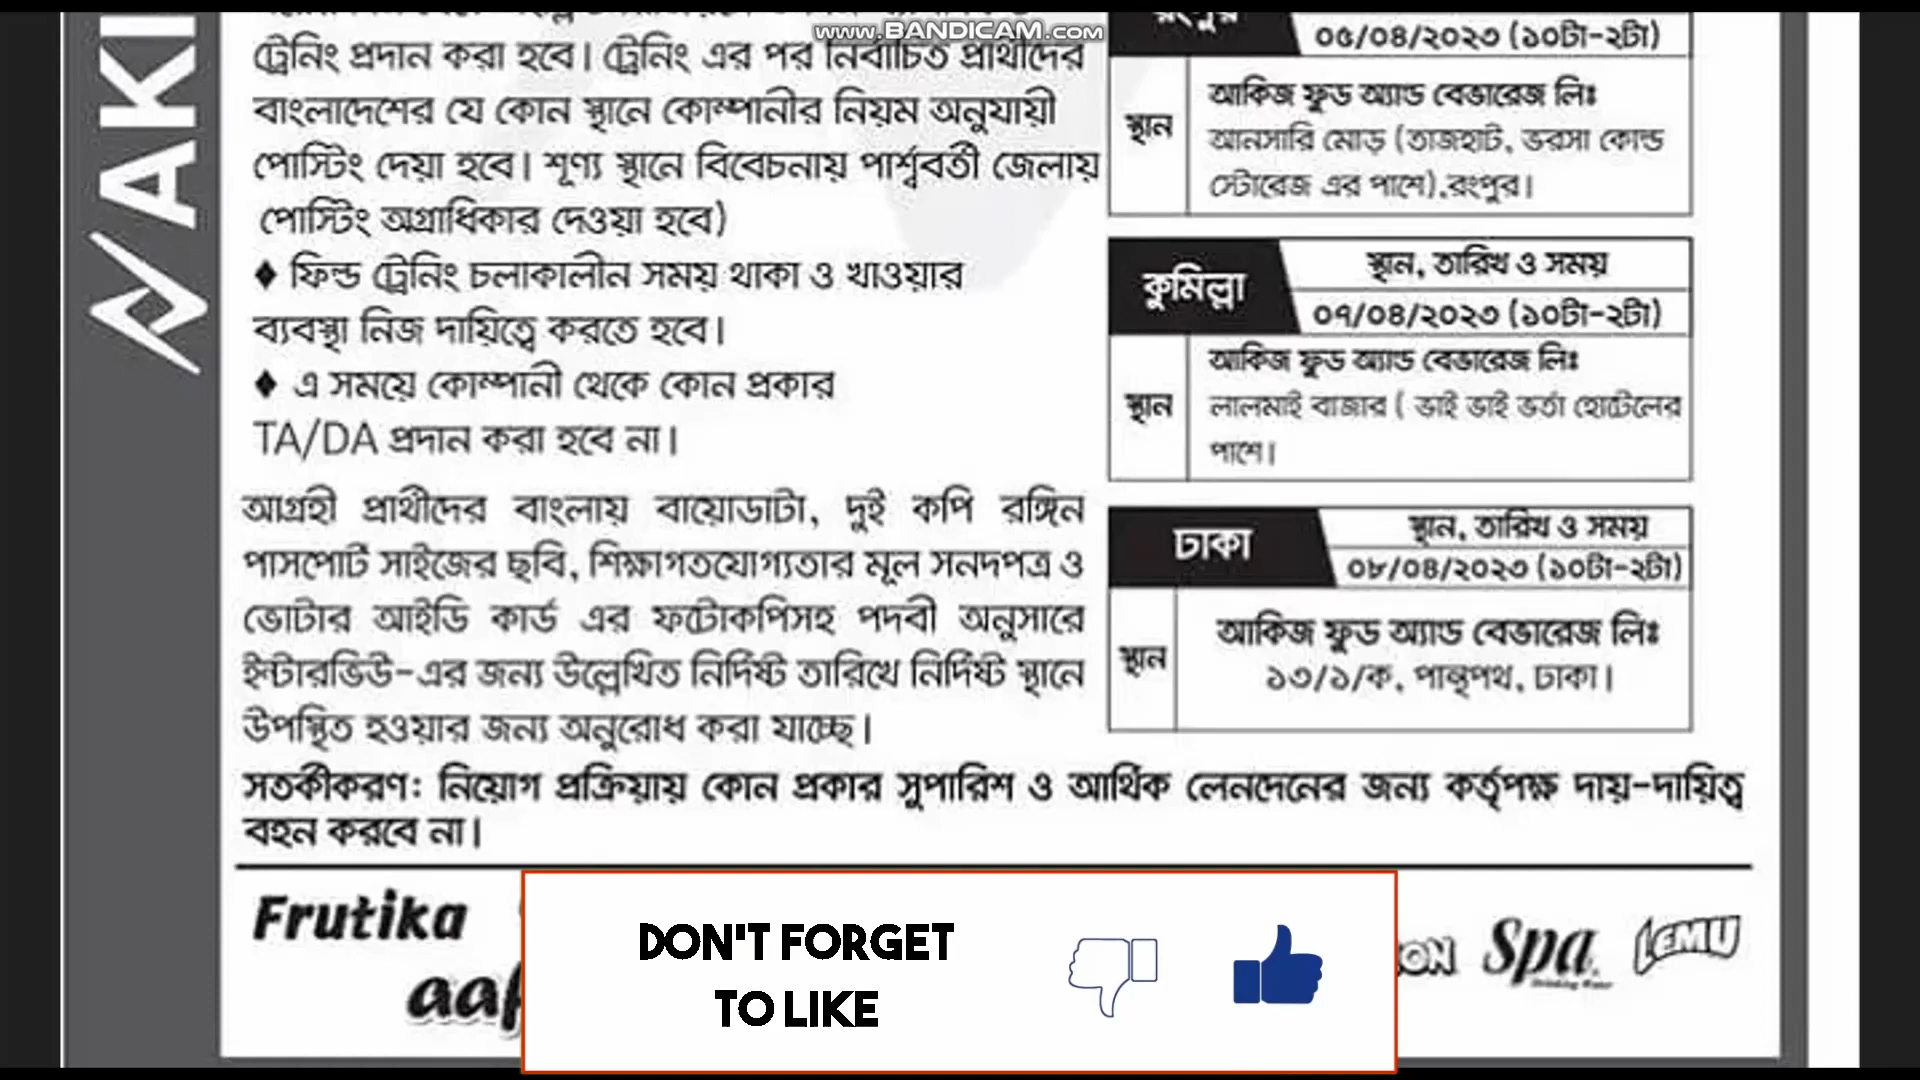 www.BANDICAM.com
ট্রেনিং প্রদান করা হবে। ট্রেনিং এর পর নির্বাচিত প্রার্থীদের
বাংলাদেশের যে কোন স্থানে কোম্পানীর নিয়ম অনুযায়ী
পোস্টিং দেয়া হবে। শূণ্য স্থানে বিবেচনায় পার্শ্ববর্তী জেলায়
পোস্টিং অগ্রাধিকার দেওয়া হবে)
♦ ফিল্ড ট্রেনিং চলাকালীন সময় থাকা ও খাওয়ার
ব্যবস্থা নিজ দায়িত্বে করতে হবে।
♦ এ সময়ে কোম্পানী থেকে কোন প্রকার
TA/DA প্রদান করা হবে না।
আগ্রহী প্রার্থীদের বাংলায় বায়োডাটা, দুই কপি রঙ্গিন
পাসপোর্ট সাইজের ছবি, শিক্ষাগতযোগ্যতার মূল সনদপত্র ও
ভোটার আইডি কার্ড এর ফটোকপিসহ পদবী অনুসারে
ইন্টারভিউ-এর জন্য উল্লেখিত নির্দিষ্ট তারিখে নির্দিষ্ট স্থানে
উপস্থিত হওয়ার জন্য অনুরোধ করা যাচ্ছে।
রংপুর
০৫/০৪/২০২৩ (১০টা-২টা)
স্থান
আকিজ ফুড অ্যান্ড বেভারেজ লিঃ
আনসারি মোড় (তাজহাট, ভরসা কোল্ড
স্টোরেজ এর পাশে),রংপুর।
কুমিল্লা
স্থান, তারিখ ও সময়
০৭/০৪/২০২৩ (১০টা-২টা)
স্থান
আকিজ ফুড অ্যান্ড বেভারেজ লিঃ
লালমাই বাজার ( ভাই ভাই ভর্তা হোটেলের
পাশে।
ঢাকা
স্থান, তারিখ ও সময়
০৮/০৪/২০২৩ (১০টা-২টা)
স্থান
আকিজ ফুড অ্যান্ড বেভারেজ লিঃ
১৩/১/ক, পান্থপথ, ঢাকা।
সতর্কীকরণ: নিয়োগ প্রক্রিয়ায় কোন প্রকার সুপারিশ ও আর্থিক লেনদেনের জন্য কর্তৃপক্ষ দায়-দায়িত্ব
বহন করবে না।
Frutika
DON'T FORGET
TO LIKE
Spa
Drinking Water
LEMU